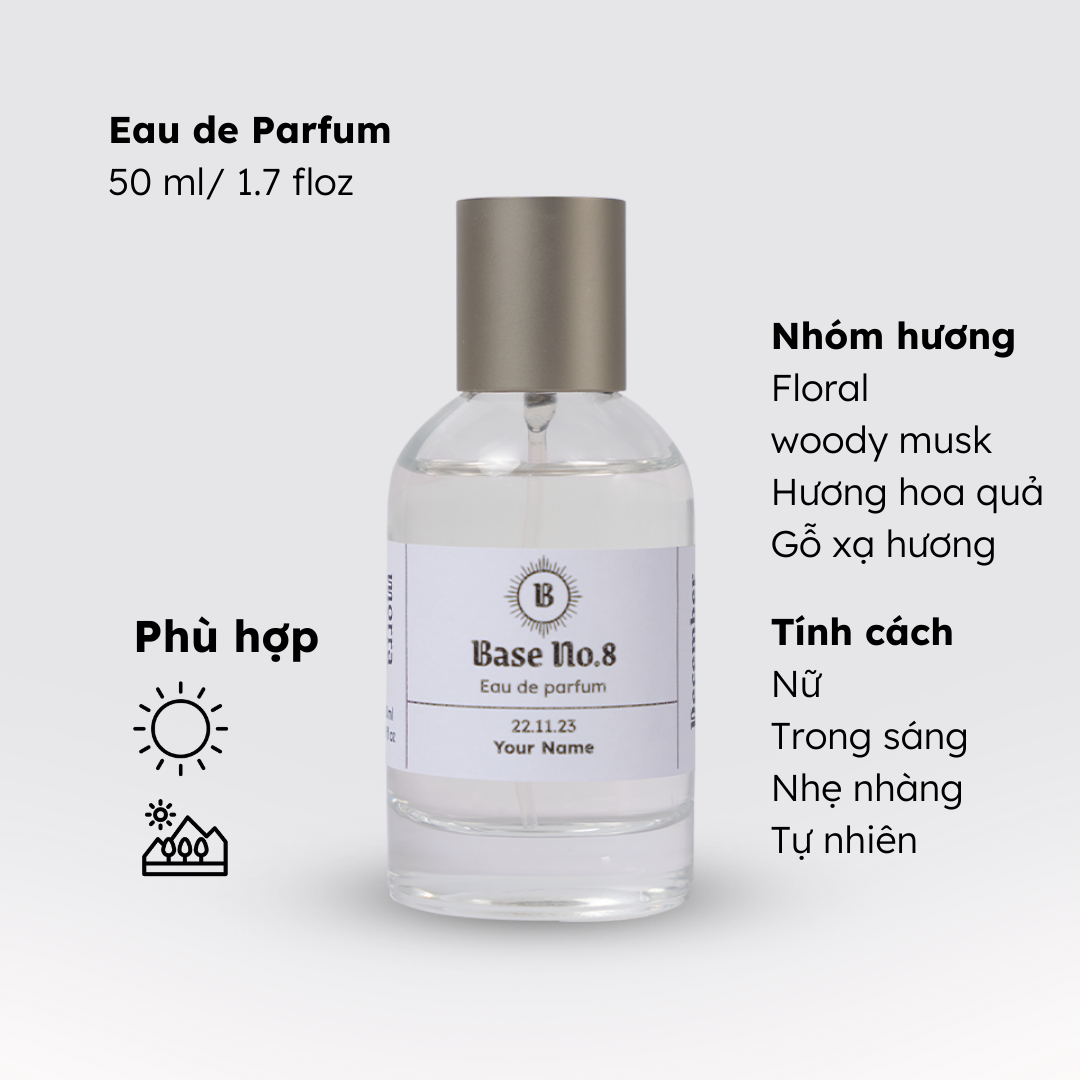 Eau de Parfum
50 ml/ 1.7 floz
Nhóm hương
Floral
woody musk
Hương hoa quả
Gỗ xạ hương
Phù hợp
Tính cách
Nữ
Trong sáng
Nhẹ nhàng
Tự nhiên
B
Base No.8
Eau de parfum
22.11.23
Your Name
December